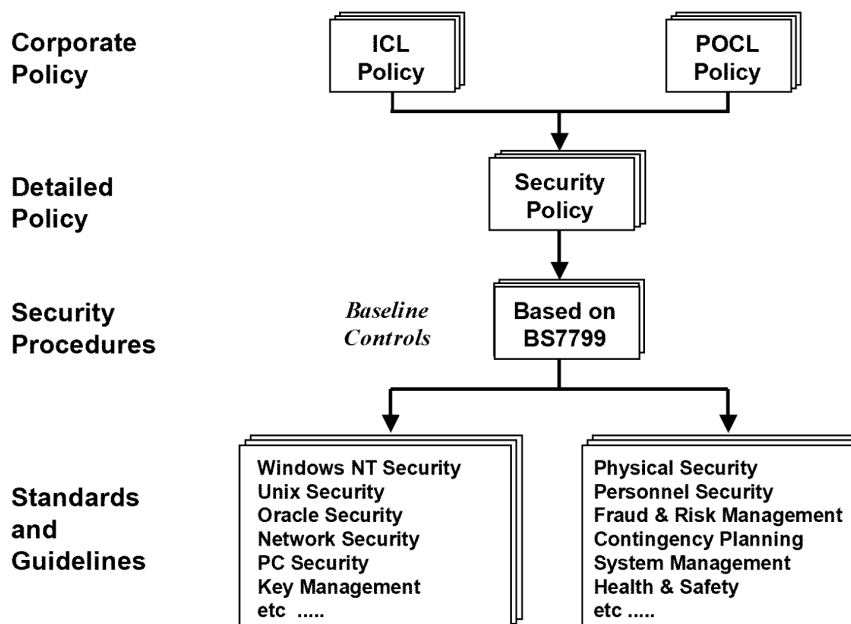 Corporate
Policy
ICL
Policy
POCL
Policy
Detailed
Policy
Security
Policy
Security
Procedures
Baseline
Controls
Based on
BS7799
Standards
and
Guidelines
Windows NT Security
Unix Security
Oracle Security
Network Security
PC Security
Key Management
etc .....
Physical Security
Personnel Security
Fraud & Risk Management
Contingency Planning
System Management
Health & Safety
etc .....